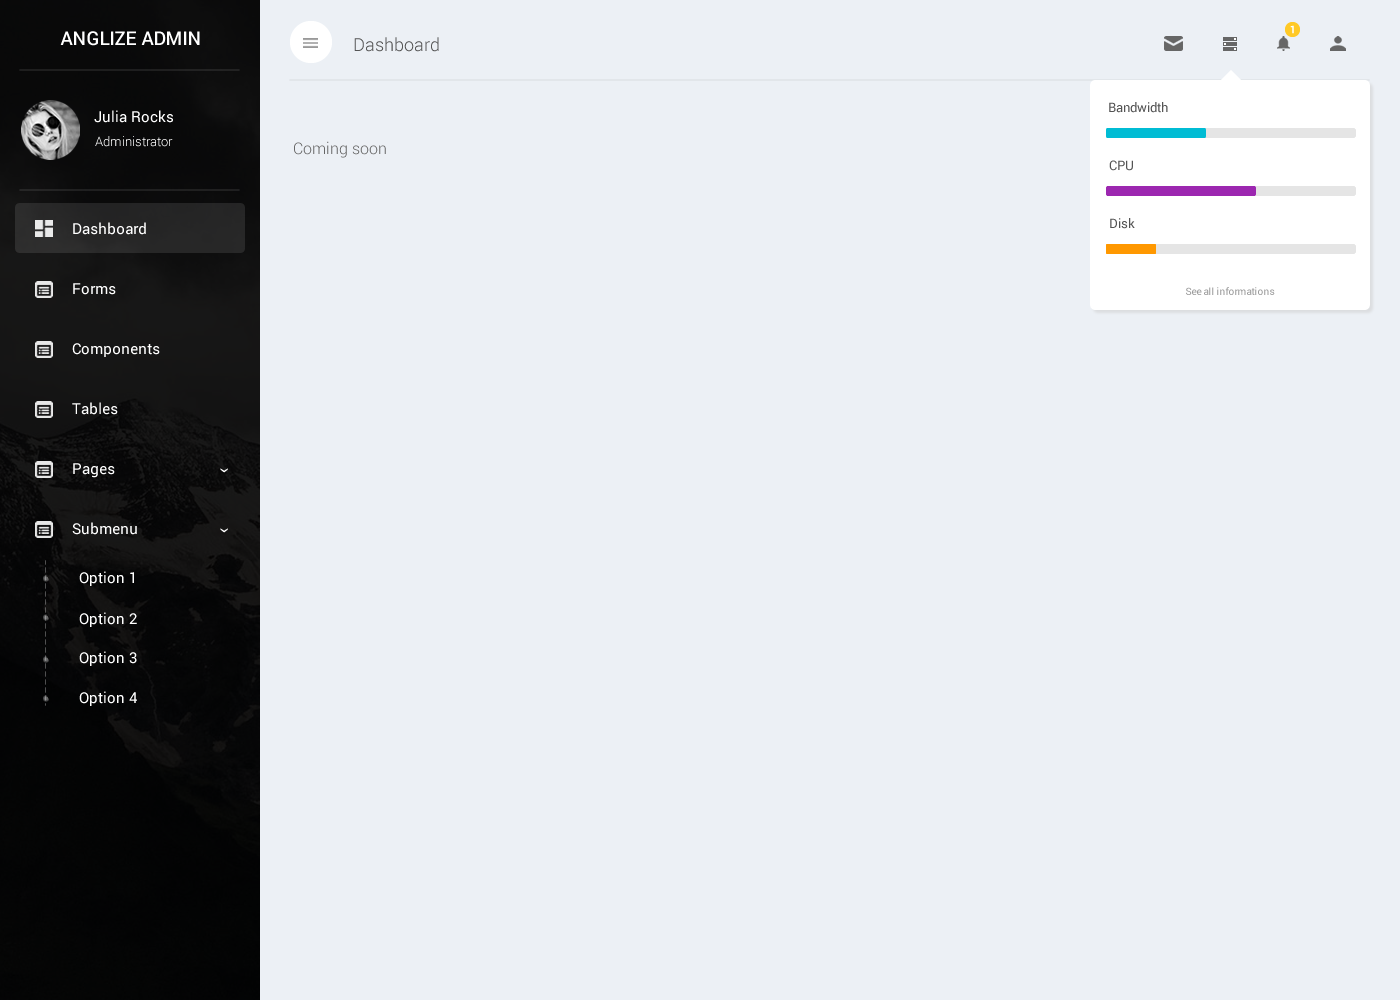 ANGLIZE ADMIN
Julia Rocks
Administrator
Dashboard
Forms
Components
Tables
Pages
Submenu
Option 1
Option 2
Option 3
Option 4
Dashboard
1
Coming soon
Bandwidth
CPU
Disk
See all informations